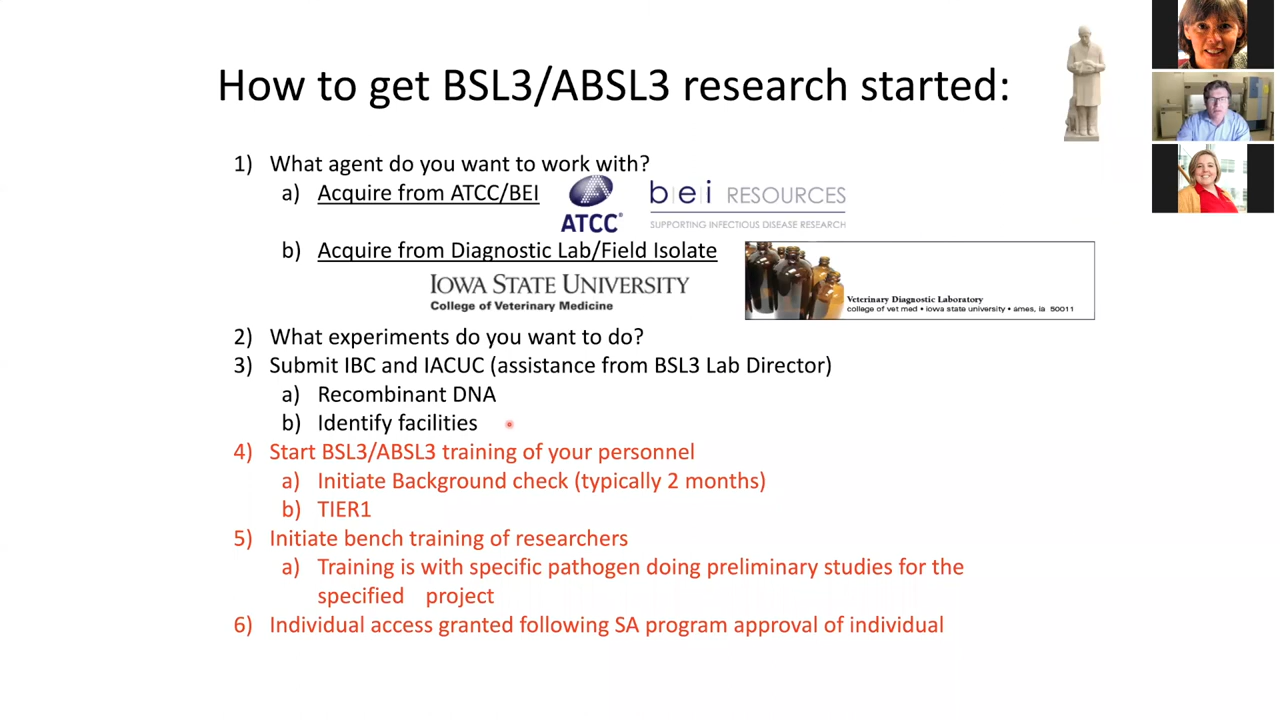 How to get BSL3/ABSL3 research started:
1) What agent do you want to work with?
a) Acquire from ATCC/BEI
ATCC®
b|e|i RESOURCES
SUPPORTING INFECTIOUS DISEASE RESEARCH
b) Acquire from Diagnostic Lab/Field Isolate
IOWA STATE UNIVERSITY
College of Veterinary Medicine
Veterinary Diagnostic Laboratory
college of vet med • iowa state university • ames, ia 50011
2) What experiments do you want to do?
3) Submit IBC and IACUC (assistance from BSL3 Lab Director)
a) Recombinant DNA
b) Identify facilities
4) Start BSL3/ABSL3 training of your personnel
a) Initiate Background check (typically 2 months)
b) TIER1
5) Initiate bench training of researchers
a) Training is with specific pathogen doing preliminary studies for the
specified project
6) Individual access granted following SA program approval of individual